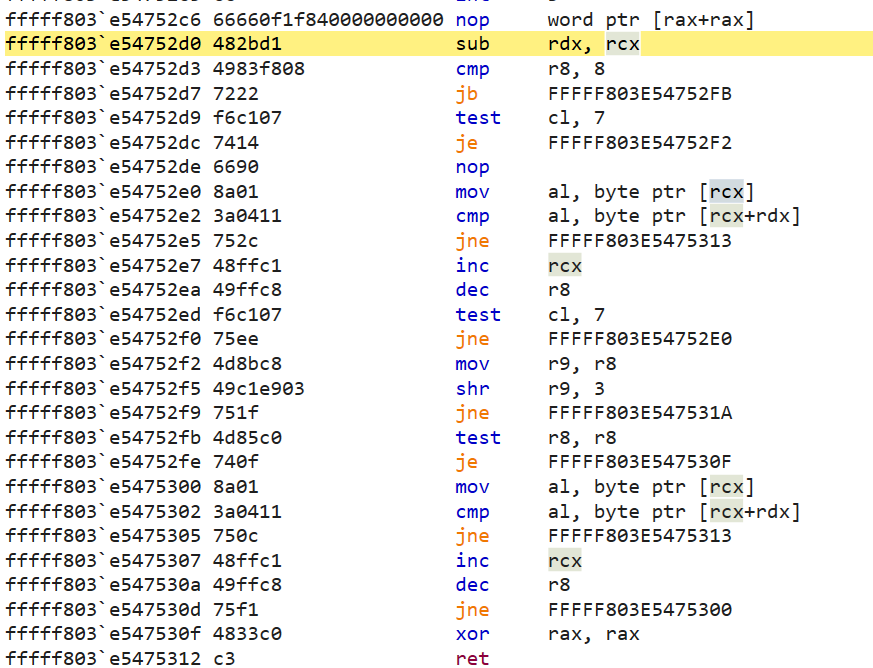 fffff803`e54752c6 66660f1f840000000000 nop word ptr [rax+rax]
fffff803`e54752d0 482bd1 sub rdx, rcx
fffff803`e54752d3 4983f808 cmp r8, 8
fffff803`e54752d7 7222 jb FFFFF803E54752FB
fffff803`e54752d9 f6c107 test cl, 7
fffff803`e54752dc 7414 je FFFFF803E54752F2
fffff803`e54752de 6690 nop
fffff803`e54752e0 8a01 mov al, byte ptr [rcx]
fffff803`e54752e2 3a0411 cmp al, byte ptr [rcx+rdx]
fffff803`e54752e5 752c jne FFFFF803E5475313
fffff803`e54752e7 48ffc1 inc rcx
fffff803`e54752ea 49ffc8 dec r8
fffff803`e54752ed f6c107 test cl, 7
fffff803`e54752f0 75ee jne FFFFF803E54752E0
fffff803`e54752f2 4d8bc8 mov r9, r8
fffff803`e54752f5 49c1e903 shr r9, 3
fffff803`e54752f9 751f jne FFFFF803E547531A
fffff803`e54752fb 4d85c0 test r8, r8
fffff803`e54752fe 740f je FFFFF803E547530F
fffff803`e5475300 8a01 mov al, byte ptr [rcx]
fffff803`e5475302 3a0411 cmp al, byte ptr [rcx+rdx]
fffff803`e5475305 750c jne FFFFF803E5475313
fffff803`e5475307 48ffc1 inc rcx
fffff803`e547530a 49ffc8 dec r8
fffff803`e547530d 75f1 jne FFFFF803E5475300
fffff803`e547530f 4833c0 xor rax, rax
fffff803`e5475312 c3 ret